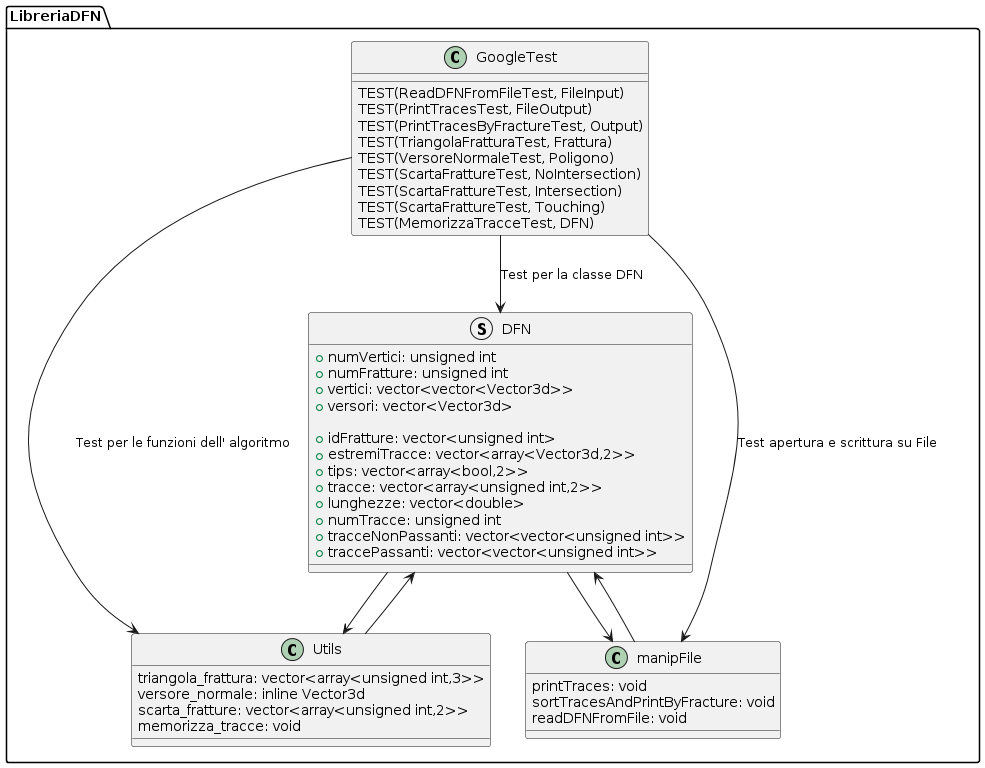 LibreriaDFN
C GoogleTest
TEST(ReadDFNFromFileTest, FileInput)
TEST(PrintTracesTest, FileOutput)
TEST(PrintTracesByFractureTest, Output)
TEST(TriangolaFratturaTest, Frattura)
TEST(VersoreNormaleTest, Poligono)
TEST(ScartaFrattureTest, NoIntersection)
TEST(ScartaFrattureTest, Intersection)
TEST(ScartaFrattureTest, Touching)
TEST(MemorizzaTracceTest, DFN)
Test per la classe DFN
S DFN
numVertici: unsigned int
numFratture: unsigned int
vertici: vector<vector<Vector3d>>
versori: vector<Vector3d>
idFratture: vector<unsigned int>
estremiTracce: vector<array<Vector3d,2>>
tips: vector<array<bool,2>>
tracce: vector<array<unsigned int,2>>
lunghezze: vector<double>
numTracce: unsigned int
tracceNonPassanti: vector<vector<unsigned int>>
traccePassanti: vector<vector<unsigned int>>
Test per le funzioni dell' algoritmo
Test apertura e scrittura su File
C Utils
triangola_frattura: vector<array<unsigned int,3>>
versore_normale: inline Vector3d
scarta_fratture: vector<array<unsigned int,2>>
memorizza_tracce: void
C manipFile
printTraces: void
sortTracesAndPrintByFracture: void
readDFNFromFile: void